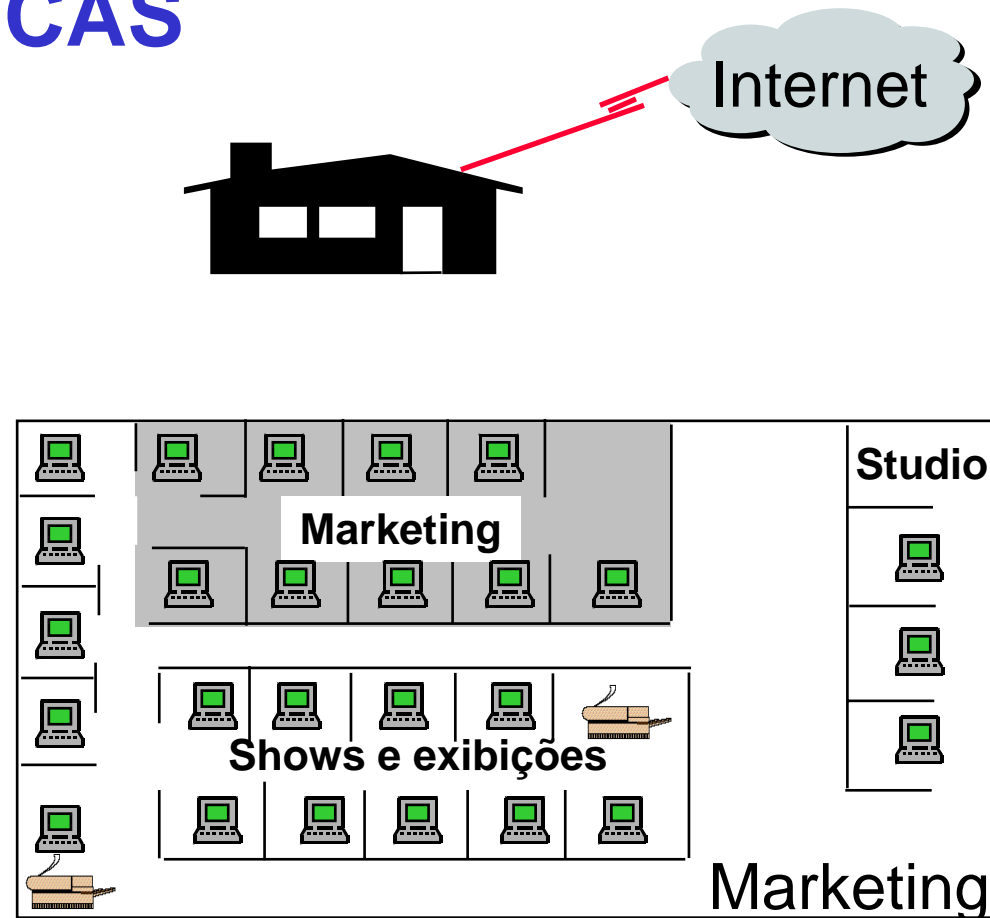 CAS
Internet
Studio
Marketing
Shows e exibições
Marketing